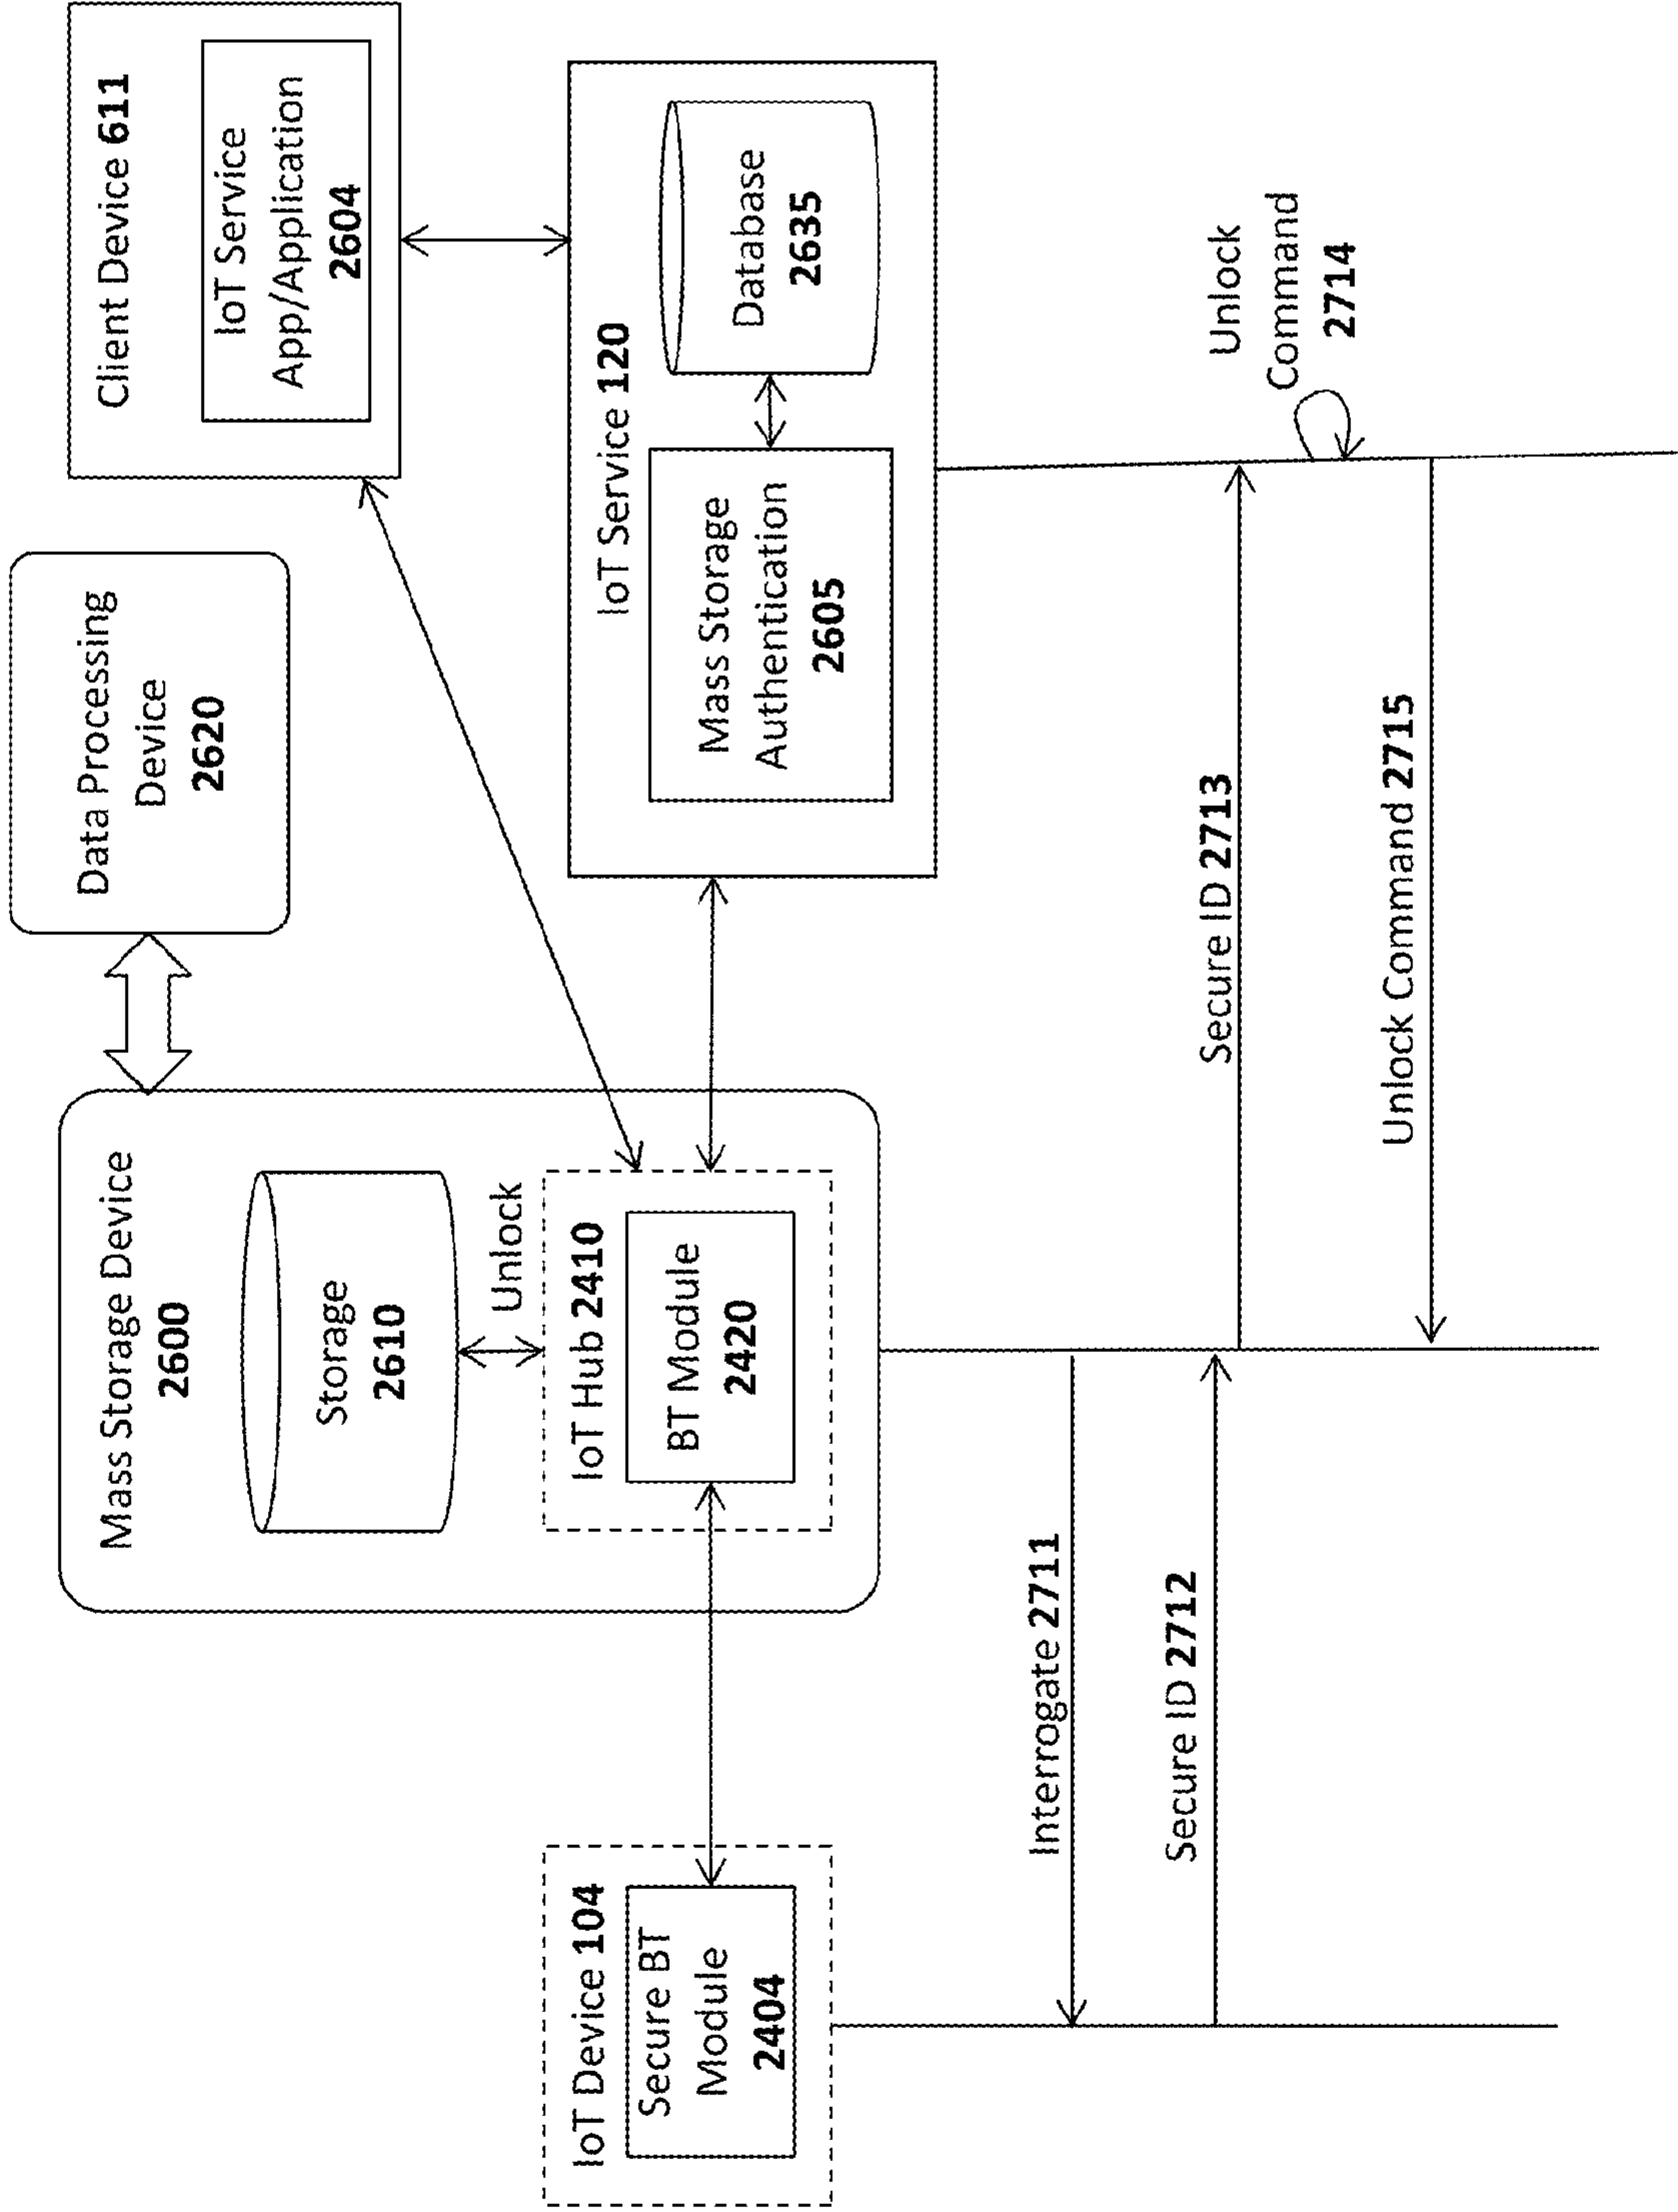 Client Device 611
IoT Service
App/Application
2604
Data Processing
Device
2620
Mass Storage Device
2600
Storage
2610
Unlock
IoT Hub 2410
BT Module
2420
IoT Device 104
Secure BT
Module
2404
IoT Service 120
Mass Storage
Authentication
2605
Database
2635
Interrogate 2711
Secure ID 2712
Secure ID 2713
Unlock
Command
2714
Unlock Command 2715